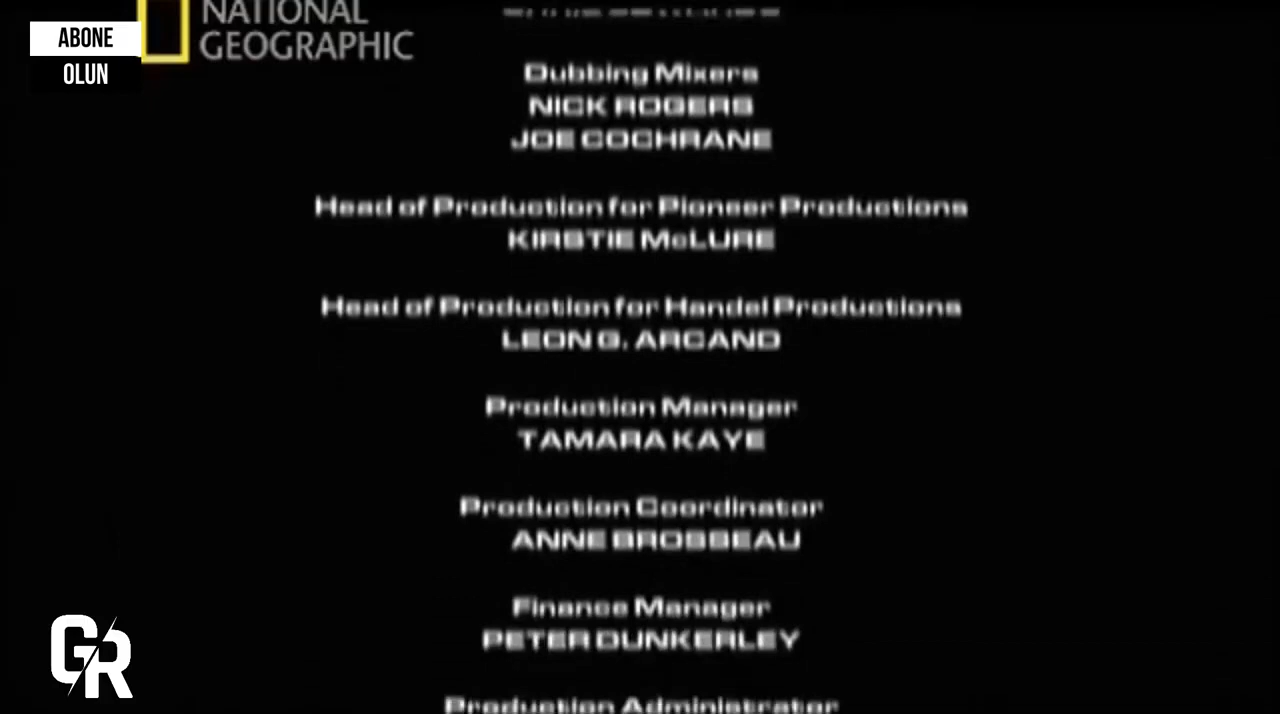 NATIONAL
GEOGRAPHIC
ABONE
OLUN
Dubbing Mixers
NICK ROGERS
JOE COCHRANE
Head of Production for Pioneer Productions
KIRSTIE McLURE
Head of Production for Handel Productions
LEON G. ARCAND
Production Manager
TAMARA KAYE
Production Coordinator
ANNE BROSSEAU
Finance Manager
PETER DUNKERLEY
Production Administrator
GR